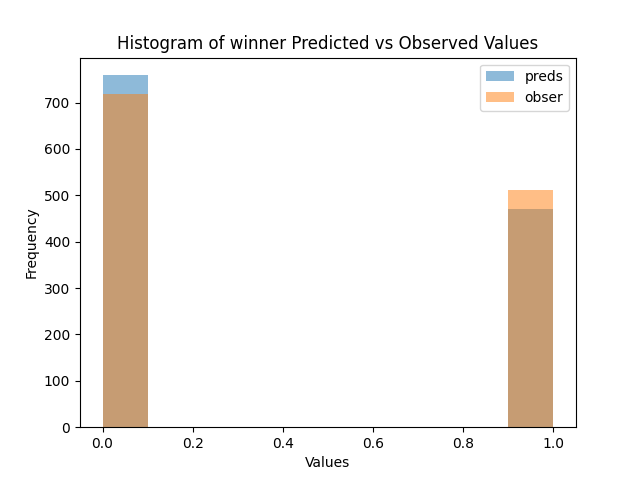 Histogram of winner Predicted vs Observed Values
preds
obser
700
600
500
400
300
200
100
0
Frequency
0.0 0.2 0.4 0.6 0.8 1.0
Values